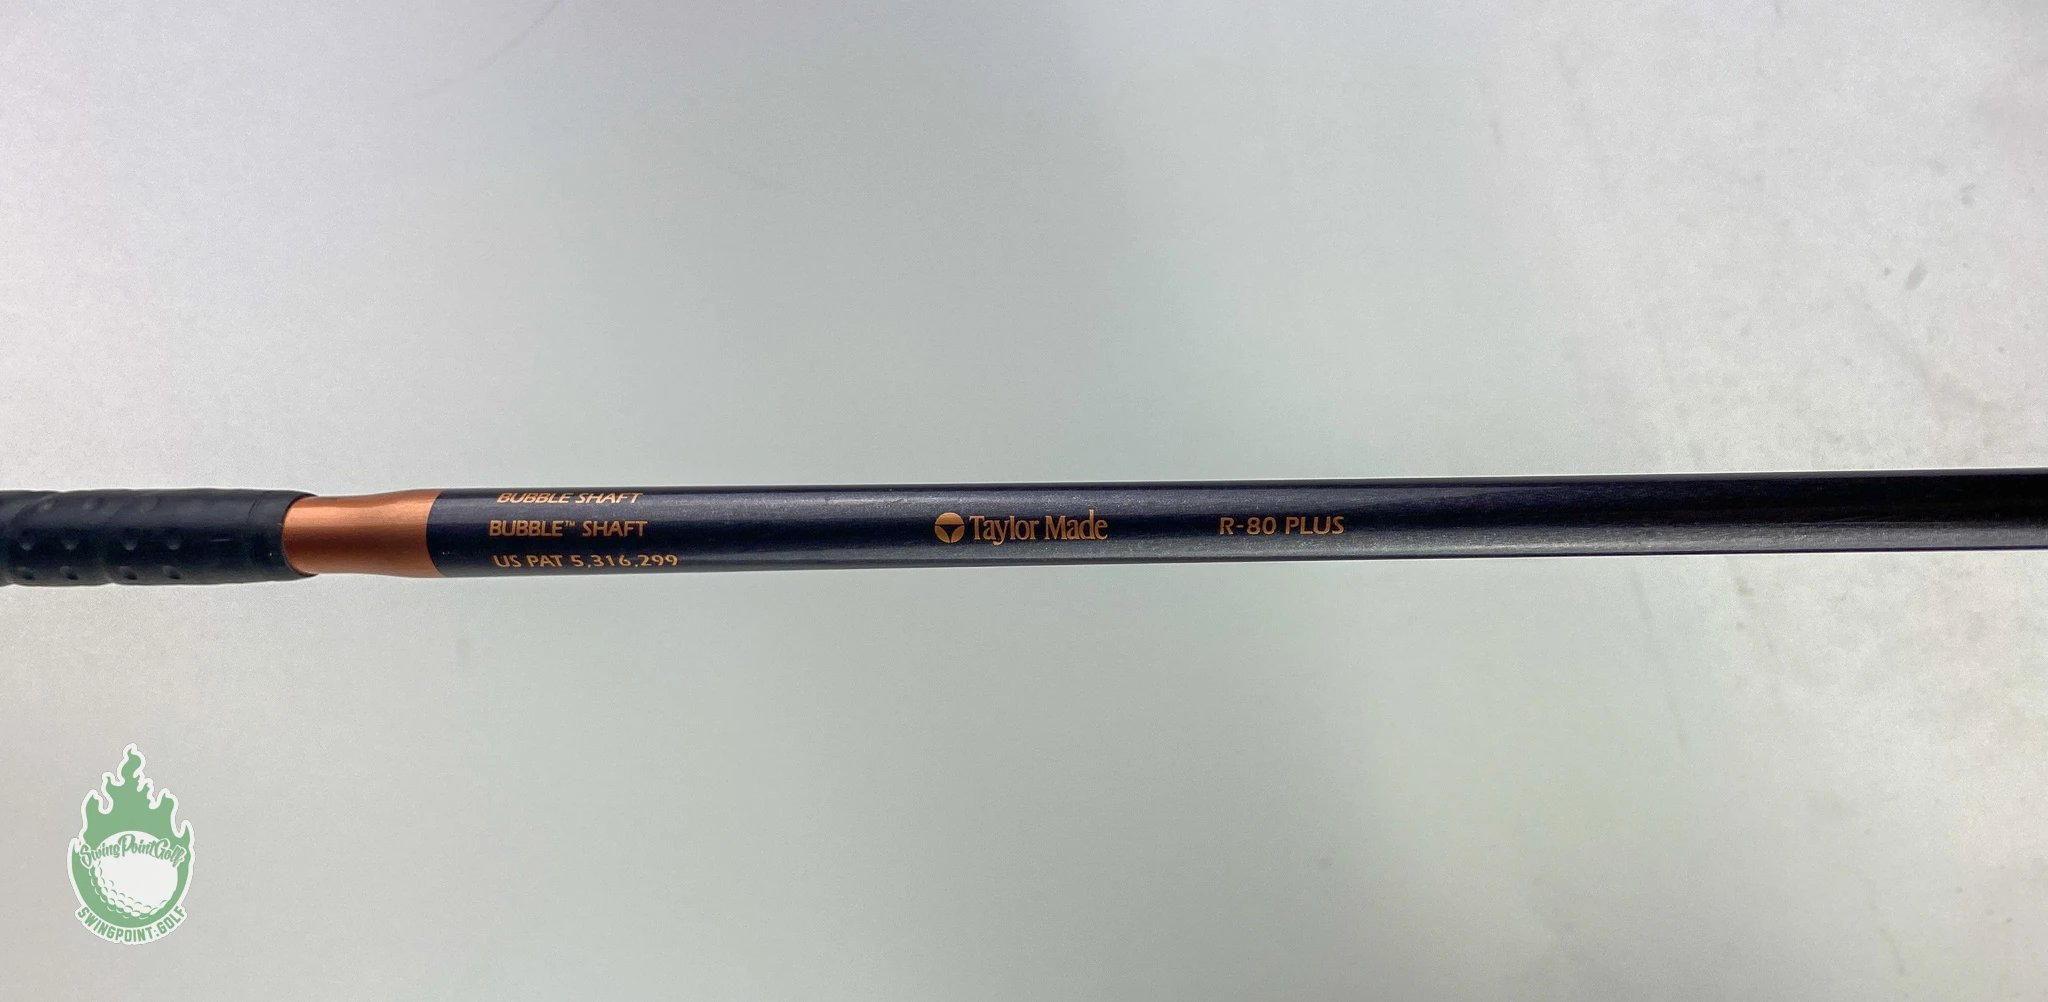 BUBBLE SHAFT
BUBBLE™ SHAFT
US PAT 5,316,299
Taylor Made
R-80 PLUS
SwingPointGolf
SWINGPOINT.GOLF